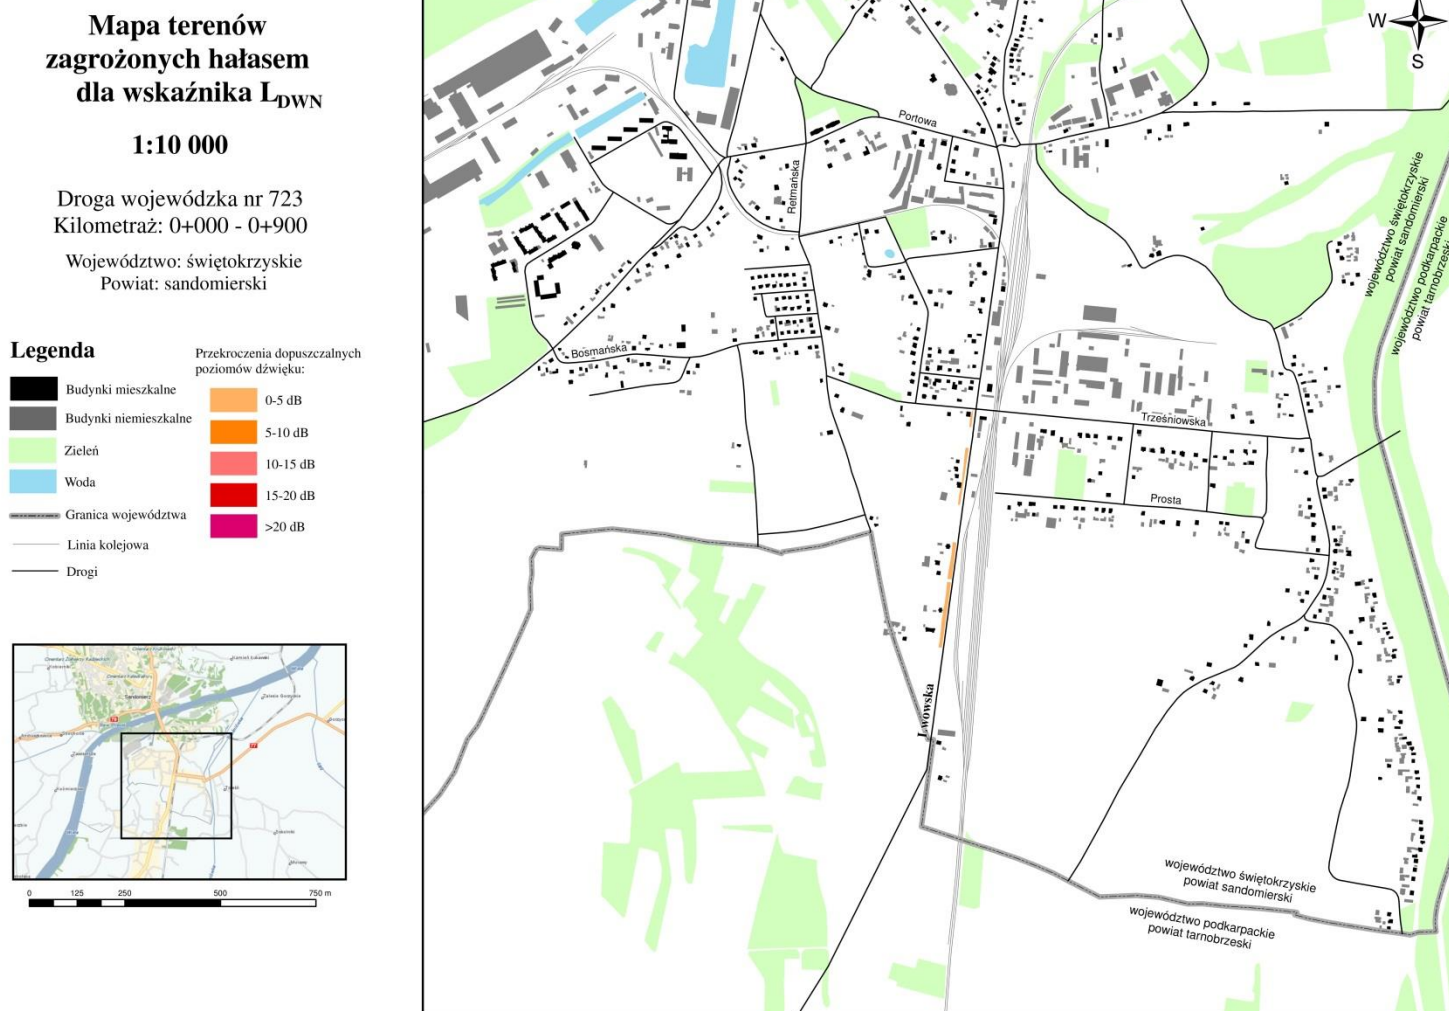 Mapa terenów
zagrożonych hałasem
dla wskaźnika L_DWN
1:10 000
Droga wojewódzka nr 723
Kilometraż: 0+000 - 0+900
Województwo: świętokrzyskie
Powiat: sandomierski
Legenda
Budynki mieszkalne
Budynki niemieszkalne
Zieleń
Woda
Granica województwa
Linia kolejowa
Drogi
Przekroczenia dopuszczalnych
poziomów dźwięku:
0-5 dB
5-10 dB
10-15 dB
15-20 dB
>20 dB
Sandomierz
77
0 125 250 500 750 m
W
S
Portowa
Retmańska
Bosmańska
Trześniowska
Prosta
Lwowska
województwo świętokrzyskie
powiat sandomierski
województwo podkarpackie
powiat tarnobrzeski
województwo świętokrzyskie
powiat sandomierski
województwo podkarpackie
powiat tarnobrzeski